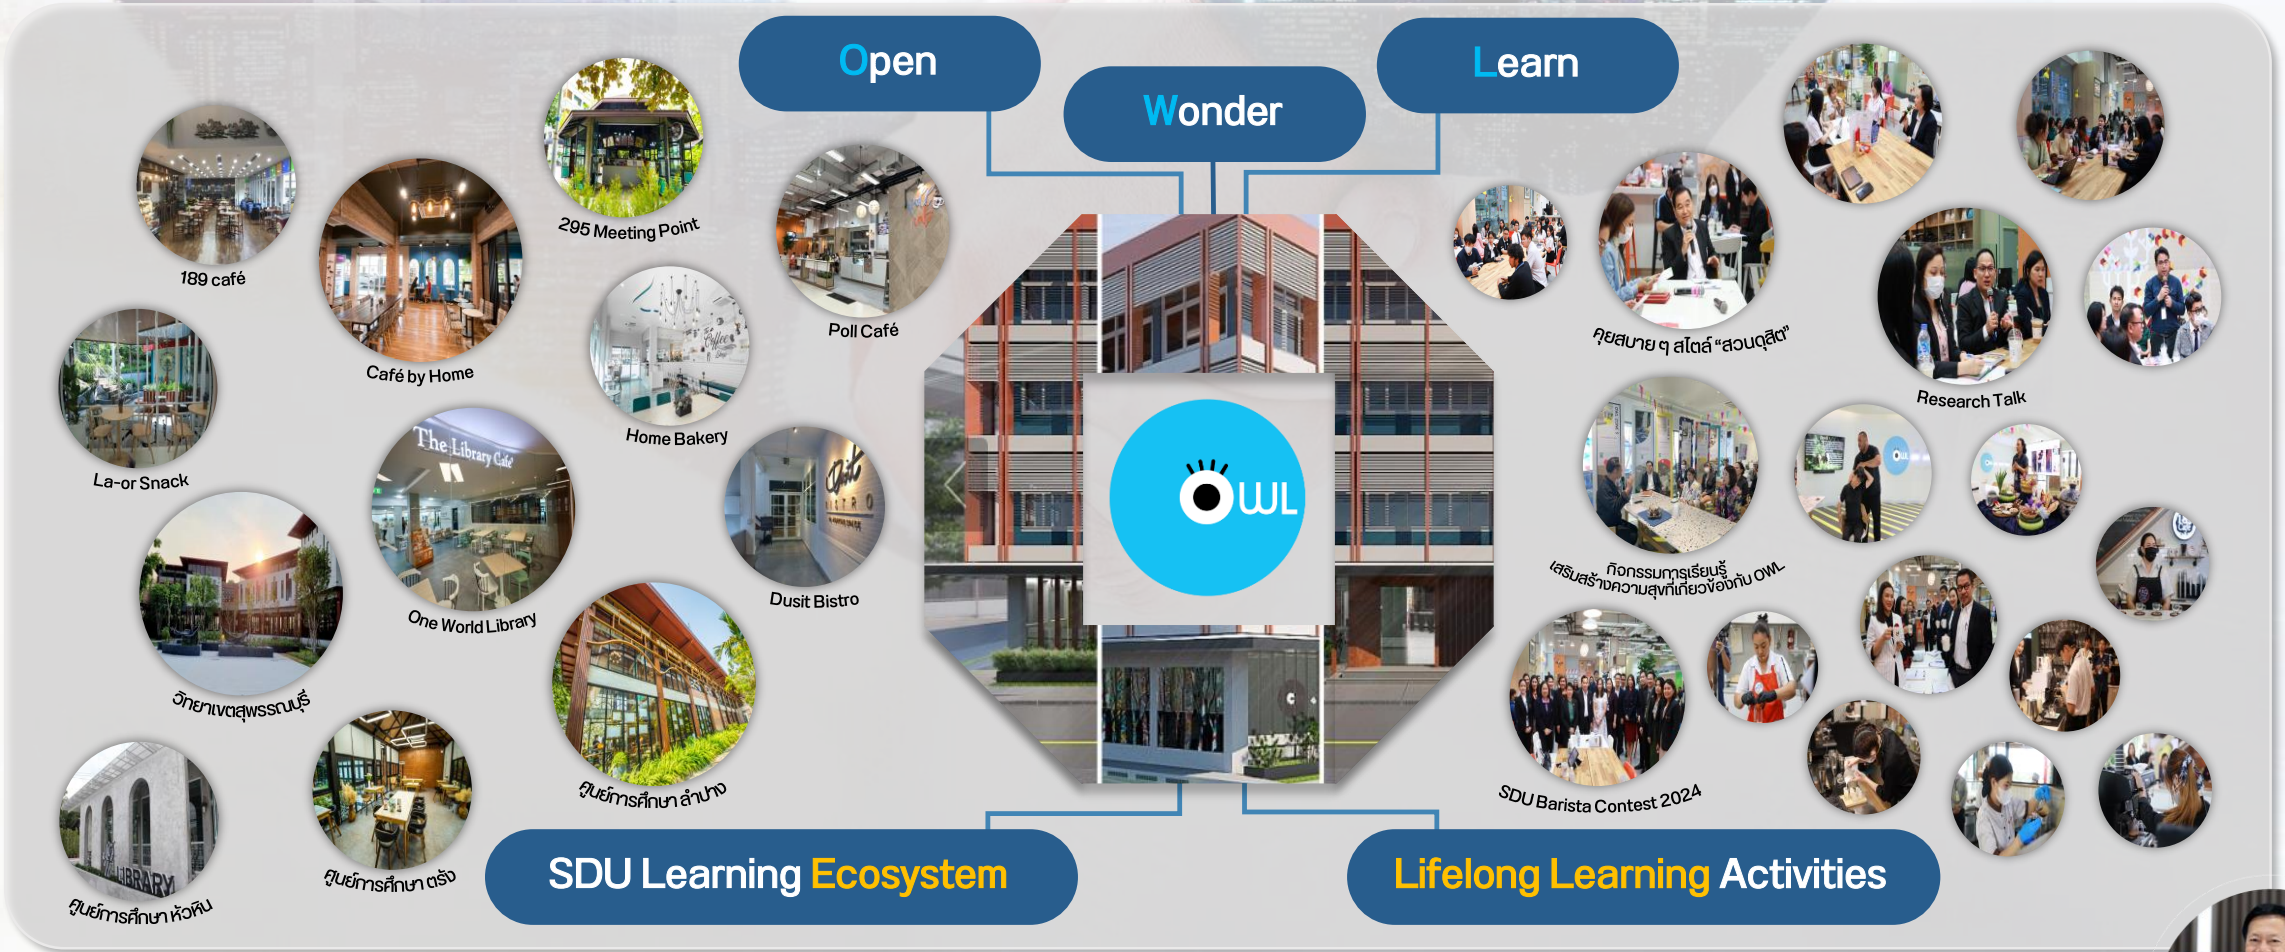 Open
Wonder
Learn
295 Meeting Point
189 café
Poll Café
Café by Home
Home Bakery
La-or Snack
The Library Café
One World Library
Dusit Bistro
BISTRO
วิทยาเขตสุพรรณบุรี
ศูนย์การศึกษา ลำปาง
ศูนย์การศึกษา ตรัง
LIBRARY
ศูนย์การศึกษา หัวหิน
OWL
คุยสบาย ๆ สไตล์ “สวนดุสิต”
Research Talk
กิจกรรมการเรียนรู้
เสริมสร้างความสุขที่เกี่ยวข้องกับ OWL
SDU Barista Contest 2024
SDU Learning Ecosystem
Lifelong Learning Activities